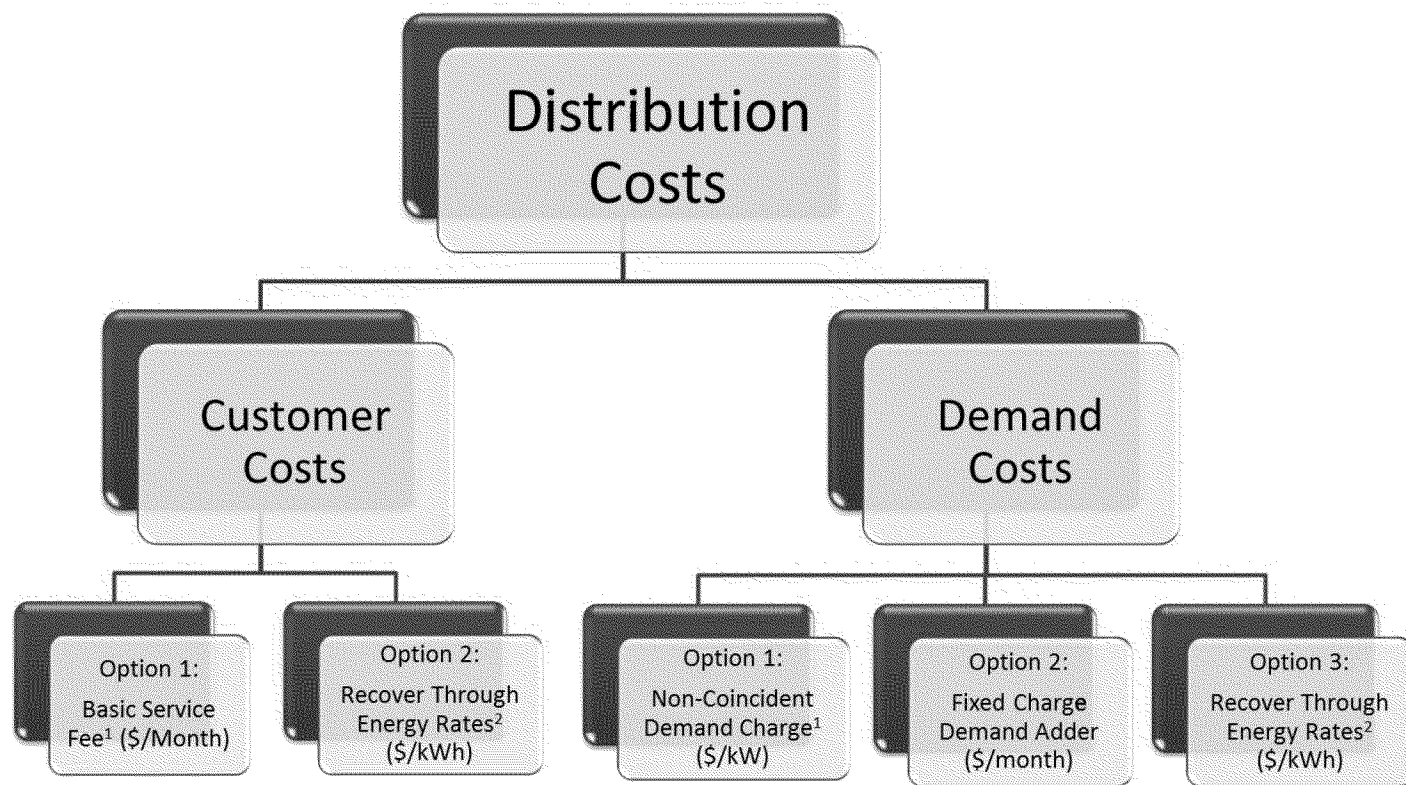 Distribution
Costs
Customer
Costs
Demand
Costs
Option 1:
Basic Service
Fee¹ ($/Month)
Option 2:
Recover Through
Energy Rates²
($/kWh)
Option 1:
Non-Coincident
Demand Charge¹
($/kW)
Option 2:
Fixed Charge
Demand Adder
($/month)
Option 3:
Recover Through
Energy Rates²
($/kWh)